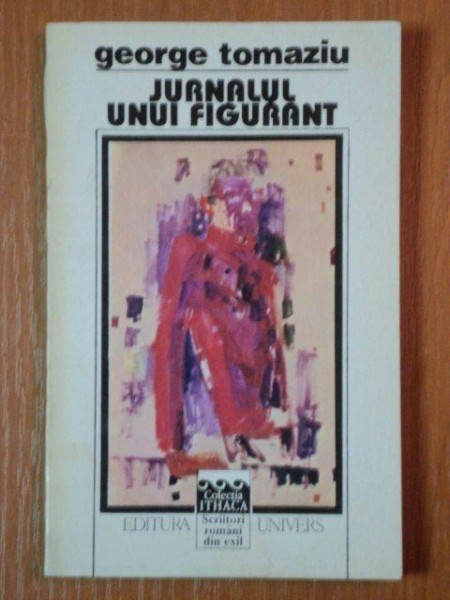 george tomaziu
JURNALUL
UNUI FIGURANT
Colecția
ITHACA
EDITURA Scriitori UNIVERS
români
din exil